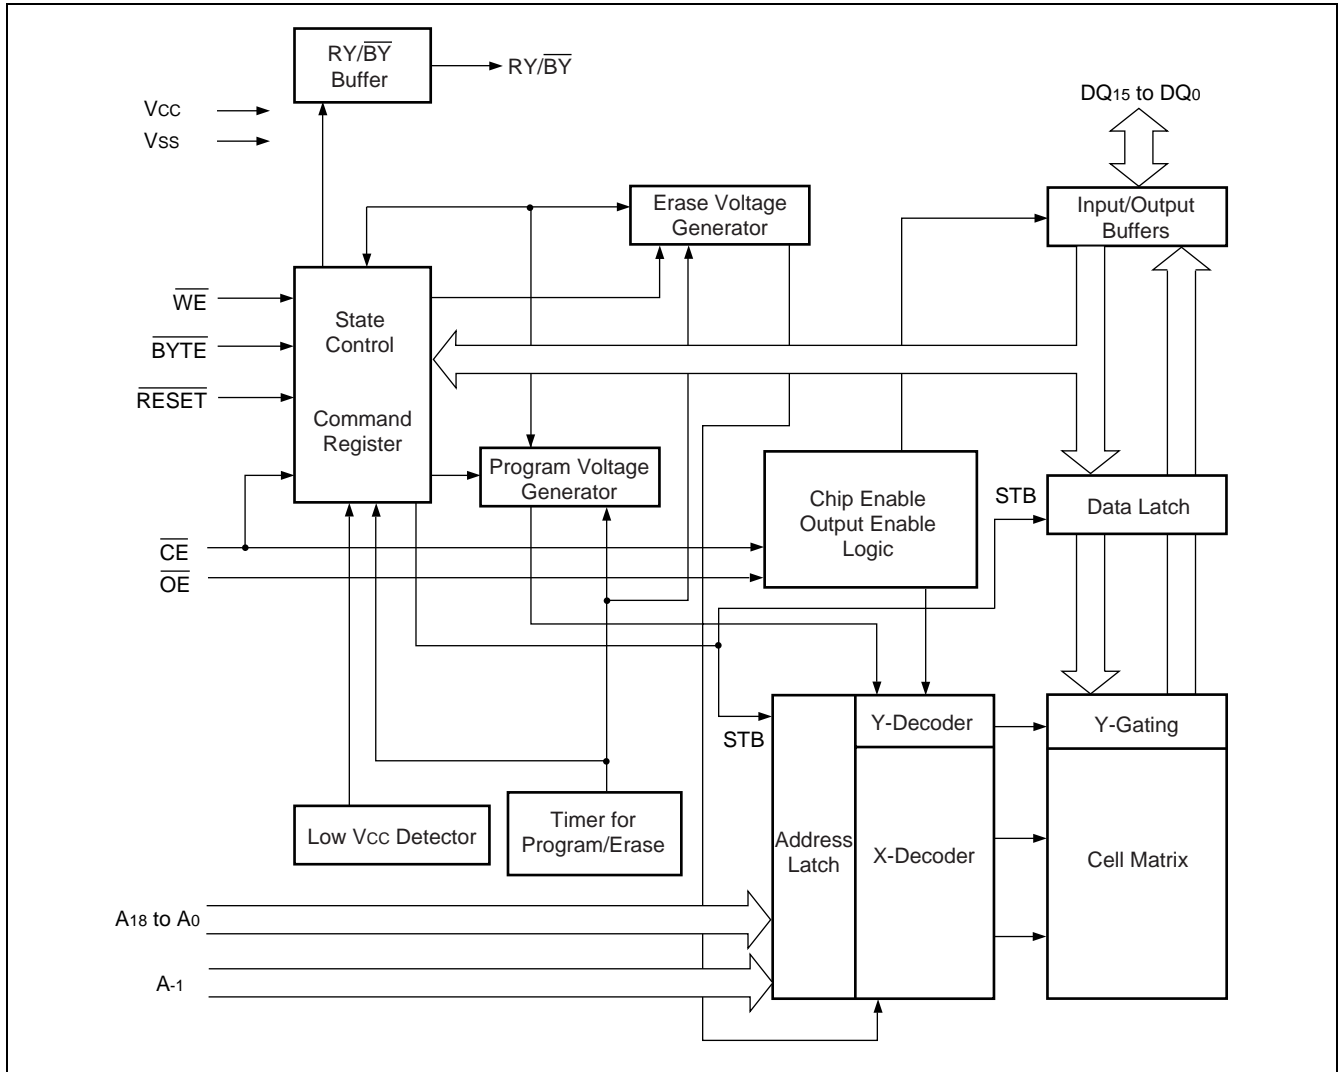 RY/BY
Buffer
RY/BY
Vcc
Vss
DQ15 to DQ0
Erase Voltage
Generator
Input/Output
Buffers
WE
BYTE
RESET
State
Control
Command
Register
Program Voltage
Generator
Chip Enable
Output Enable
Logic
STB
Data Latch
CE
OE
STB
Y-Decoder
Y-Gating
Low Vcc Detector
Timer for
Program/Erase
Address
Latch
X-Decoder
Cell Matrix
A18 to A0
A-1